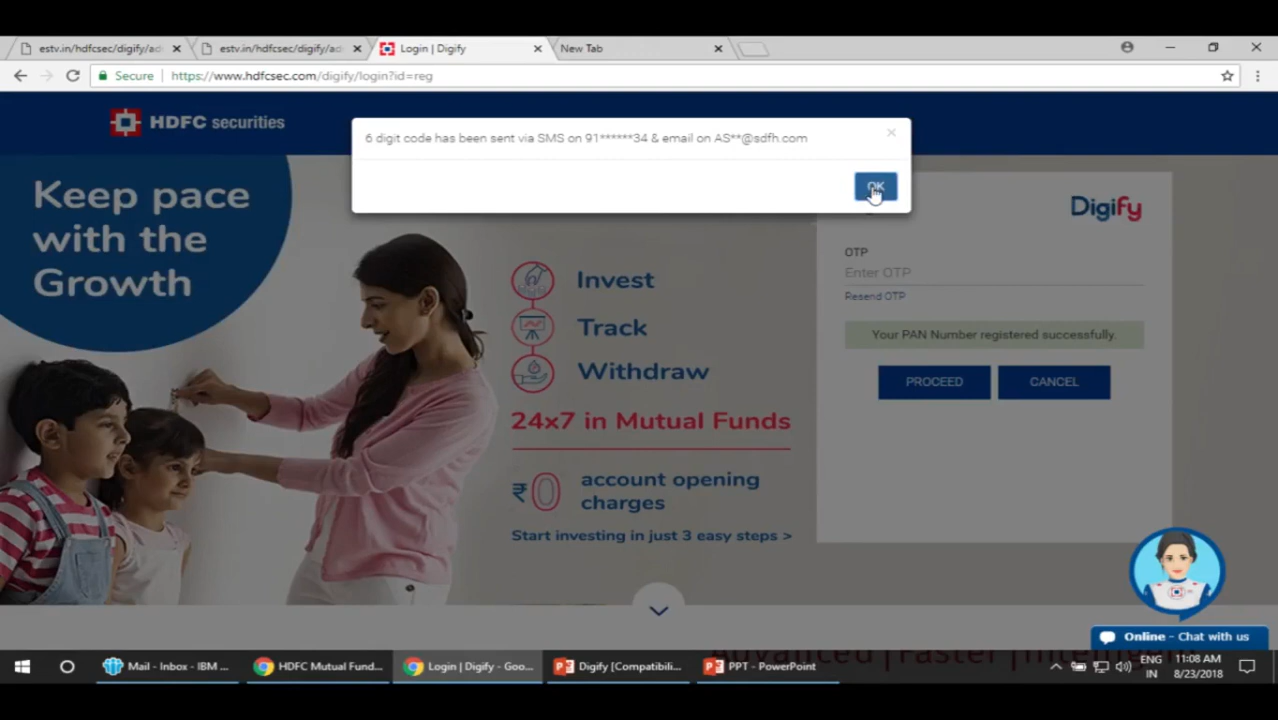 estv.in/hdfcsec/digify/ad
estv.in/hdfcsec/digify/ad
Login | Digify
New Tab
Secure
https://www.hdfcsec.com/digify/login?id=reg
HDFC securities
6 digit code has been sent via SMS on 91******34 & email on AS**@sdfh.com
×
OK
Keep pace
with the
Growth
Invest
Track
Withdraw
24x7 in Mutual Funds
₹0 account opening
charges
Start investing in just 3 easy steps >
Digify
OTP
Enter OTP
Resend OTP
Your PAN Number registered successfully.
PROCEED
CANCEL
Online - Chat with us
Advanced |Faster |Intelligent
Mail - Inbox - IBM ...
HDFC Mutual Fund...
Login | Digify - Goo...
Digify [Compatibili...
PPT - PowerPoint
ENG
IN
11:08 AM
8/23/2018